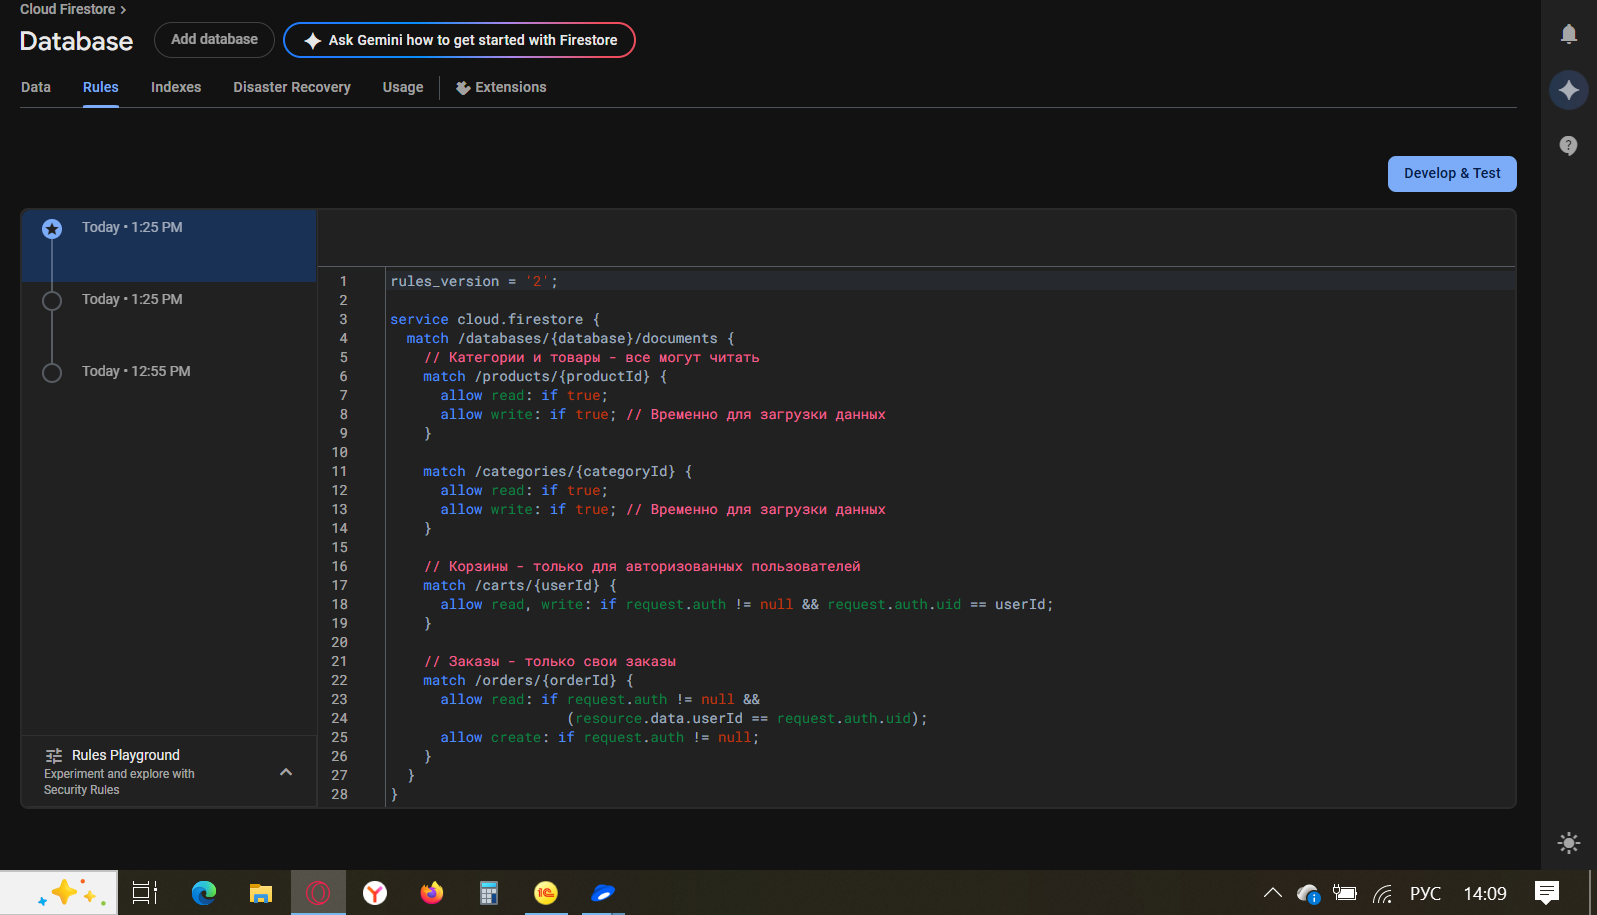 Cloud Firestore >
Database
Add database
Ask Gemini how to get started with Firestore
Data
Rules
Indexes
Disaster Recovery
Usage
Extensions
Develop & Test
Today • 1:25 PM
Today • 1:25 PM
Today • 12:55 PM
Rules Playground
Experiment and explore with
Security Rules
1 rules_version = '2';
2
3 service cloud.firestore {
4   match /databases/{database}/documents {
5     // Категории и товары - все могут читать
6     match /products/{productId} {
7       allow read: if true;
8       allow write: if true; // Временно для загрузки данных
9     }
10
11     match /categories/{categoryId} {
12       allow read: if true;
13       allow write: if true; // Временно для загрузки данных
14     }
15
16     // Корзины - только для авторизованных пользователей
17     match /carts/{userId} {
18       allow read, write: if request.auth != null && request.auth.uid == userId;
19     }
20
21     // Заказы - только свои заказы
22     match /orders/{orderId} {
23       allow read: if request.auth != null &&
24                      (resource.data.userId == request.auth.uid);
25       allow create: if request.auth != null;
26     }
27   }
28 }
РУС
14:09